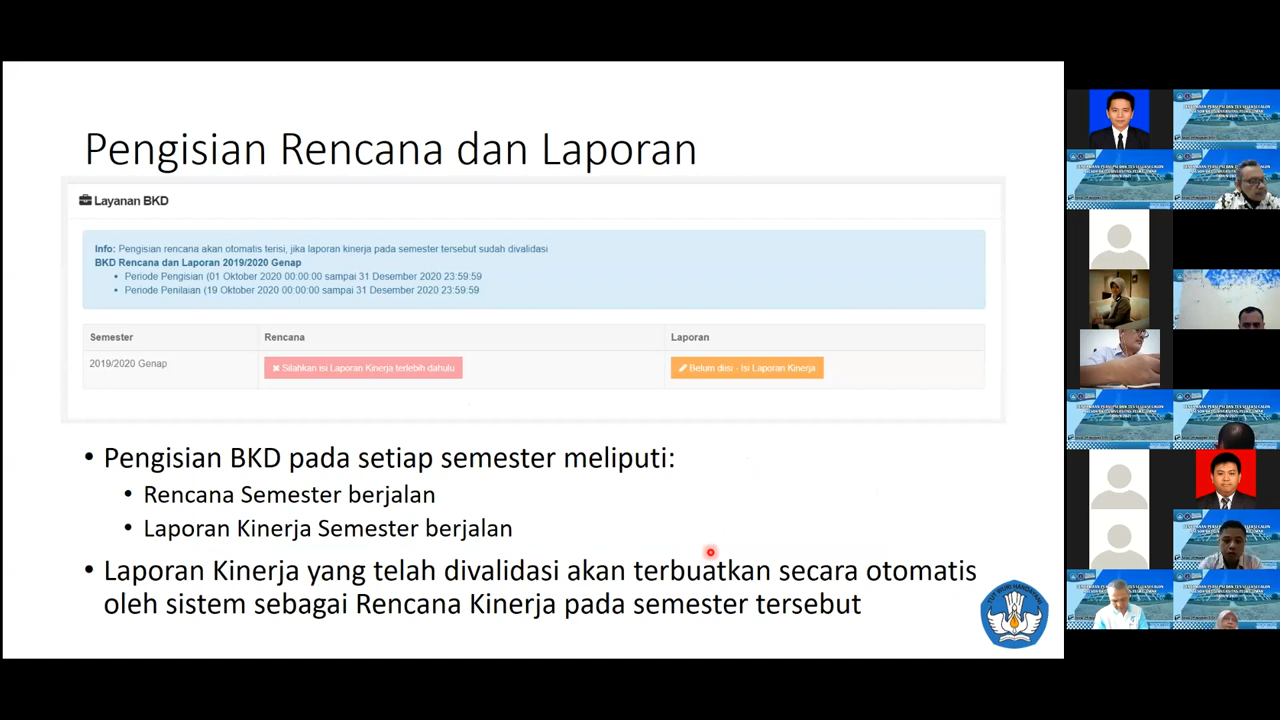 Pengisian Rencana dan Laporan
Layanan BKD
Info: Pengisian rencana akan otomatis terisi, jika laporan kinerja pada semester tersebut sudah divalidasi
BKD Rencana dan Laporan 2019/2020 Genap
• Periode Pengisian (01 Oktober 2020 00:00:00 sampai 31 Desember 2020 23:59:59
• Periode Penilaian (19 Oktober 2020 00:00:00 sampai 31 Desember 2020 23:59:59
Semester Rencana Laporan
2019/2020 Genap Silahkan isi Laporan Kinerja terlebih dahulu Belum diisi - Isi Laporan Kinerja
• Pengisian BKD pada setiap semester meliputi:
• Rencana Semester berjalan
• Laporan Kinerja Semester berjalan
• Laporan Kinerja yang telah divalidasi akan terbuatkan secara otomatis
oleh sistem sebagai Rencana Kinerja pada semester tersebut
TUT WURI HANDAYANI